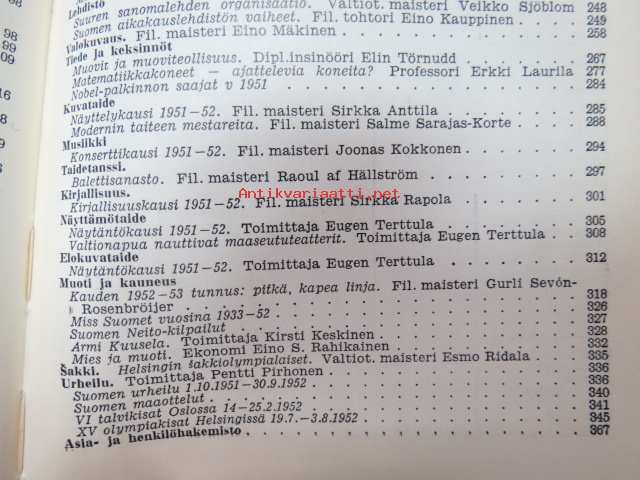 Lehdistö
Suuren sanomalehden organisaatio. Valtiot.maisteri Veikko Sjöblom 248
Suomen aikakauslehdistön vaiheet. Fil. tohtori Eino Kauppinen 249
Valokuvaus. Fil. maisteri Eino Mäkinen 258
Tiede ja keksinnöt
Muovit ja muoviteollisuus. Dipl.insinööri Elin Törnudd 267
Matematiikkakoneet — ajattelevia koneita? Professori Erkki Laurila 277
Nobel-palkinnon saajat v 1951 284
Kuvataide
Näyttelykausi 1951—52. Fil. maisteri Sirkka Anttila 285
Modernin taiteen mestareita. Fil. maisteri Salme Sarajas-Korte 288
Musiikki
Konserttikausi 1951—52. Fil. maisteri Joonas Kokkonen 294
Taidetanssi.
Balettisanasto. Fil. maisteri Raoul af Hällström 297
Antikvariaatti.net
Kirjallisuus.
Kirjallisuuskausi 1951—52. Fil. maisteri Sirkka Rapola 301
Näyttämötaide
Näytäntökausi 1951—52. Toimittaja Eugen Terttula 305
Valtionapua nauttivat maaseututeatterit. Toimittaja Eugen Terttula 308
Elokuvataide
Näytäntökausi 1951—52. Toimittaja Eugen Terttula 312
Muoti ja kauneus
Kauden 1952—53 tunnus: pitkä, kapea linja. Fil. maisteri Gurli Sevón-
Rosenbröijer 318
Miss Suomet vuosina 1933—52 326
Suomen Neito-kilpailut 327
Armi Kuusela. Toimittaja Kirsti Keskinen 328
Mies ja muoti. Ekonomi Eino S. Rahikainen 332
Šakki. Helsingin šakkiolympialaiset. Valtiot.maisteri Esmo Ridala 335
Urheilu. Toimittaja Pentti Pirhonen 336
Suomen urheilu 1.10.1951—30.9.1952 336
Suomen maaottelut 340
VI talvikisat Oslossa 14—25.2.1952 341
XV olympiakisat Helsingissä 19.7.—3.8.1952 345
Asia- ja henkilöhakemisto 367
98
99
09
16